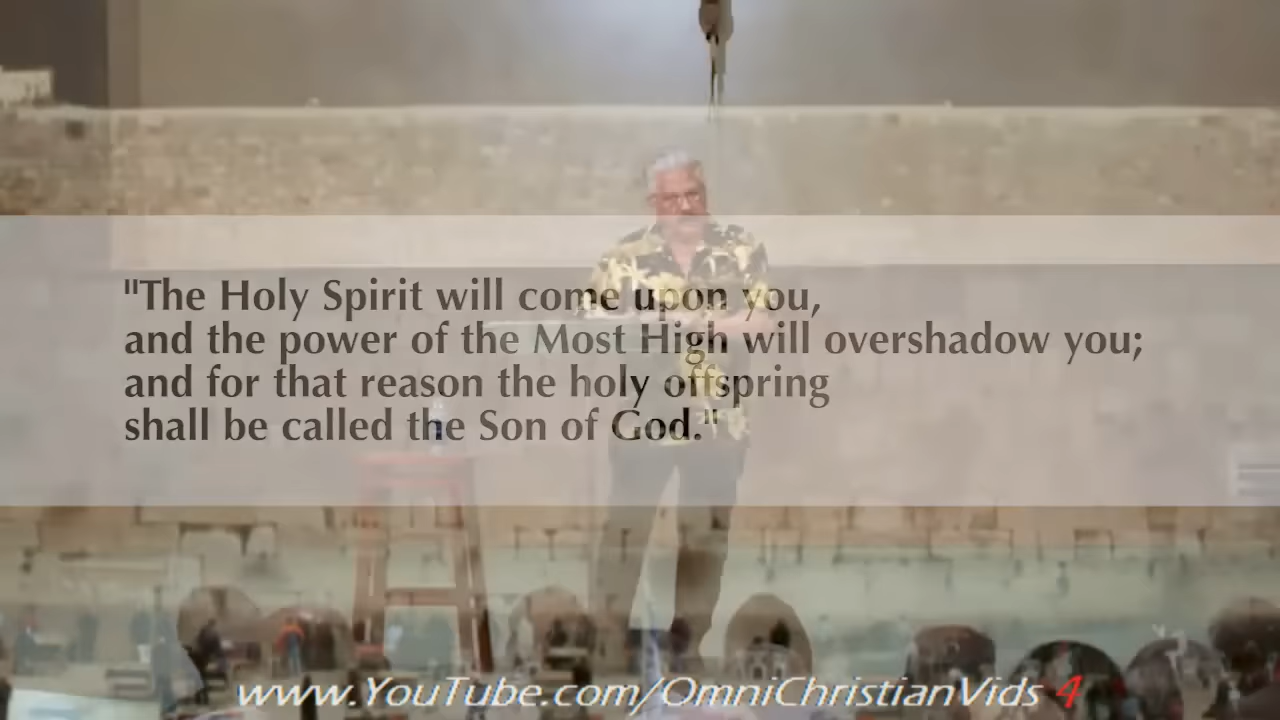 "The Holy Spirit will come upon you,
and the power of the Most High will overshadow you;
and for that reason the holy offspring
shall be called the Son of God."
www.YouTube.com/OmniChristianVids 4